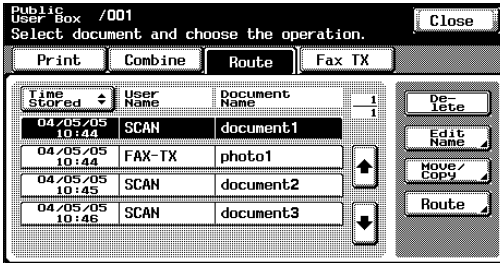 Public
User Box /001
Close
Select document and choose the operation.
Print Combine Route Fax TX
Time
Stored
User
Name
Document
Name
1
1
De-
lete
04/05/05
10:44
SCAN document1
Edit
Name
04/05/05
10:44
FAX-TX photo1
Move/
Copy
04/05/05
10:45
SCAN document2
Route
04/05/05
10:46
SCAN document3